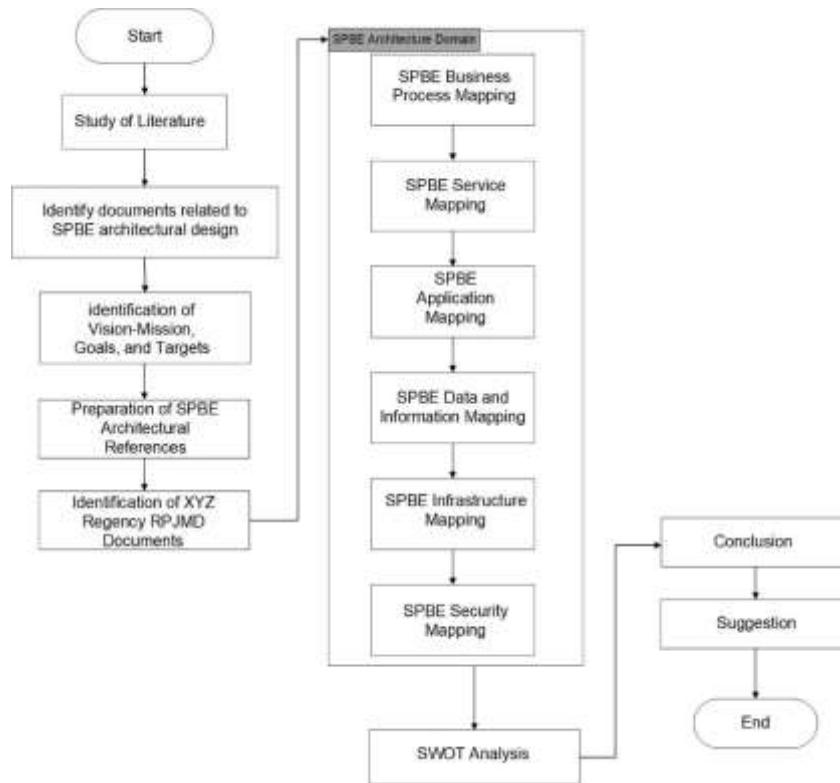 Start
Study of Literature
Identify documents related to
SPBE architectural design
identification of
Vision-Mission,
Goals, and Targets
Preparation of SPBE
Architectural
References
Identification of XYZ
Regency RPJMD
Documents
SPBE Architecture Domain
SPBE Business
Process Mapping
SPBE Service
Mapping
SPBE
Application
Mapping
SPBE Data and
Information Mapping
SPBE Infrastructure
Mapping
SPBE Security
Mapping
SWOT Analysis
Conclusion
Suggestion
End